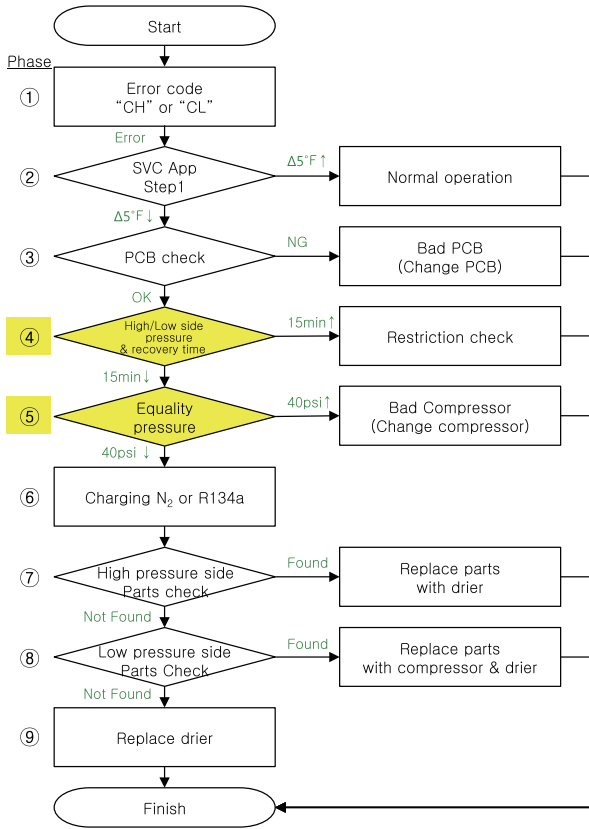 Start
Phase
①
Error code
“CH” or “CL”
Error
②
SVC App
Step1
Δ5°F↑
Normal operation
Δ5°F↓
③
PCB check
NG
Bad PCB
(Change PCB)
OK
④
High/Low side
pressure
& recovery time
15min↑
Restriction check
15min↓
⑤
Equality
pressure
40psi↑
Bad Compressor
(Change compressor)
40psi ↓
⑥
Charging N₂ or R134a
⑦
High pressure side
Parts check
Found
Replace parts
with drier
Not Found
⑧
Low pressure side
Parts Check
Found
Replace parts
with compressor & drier
Not Found
⑨
Replace drier
Finish